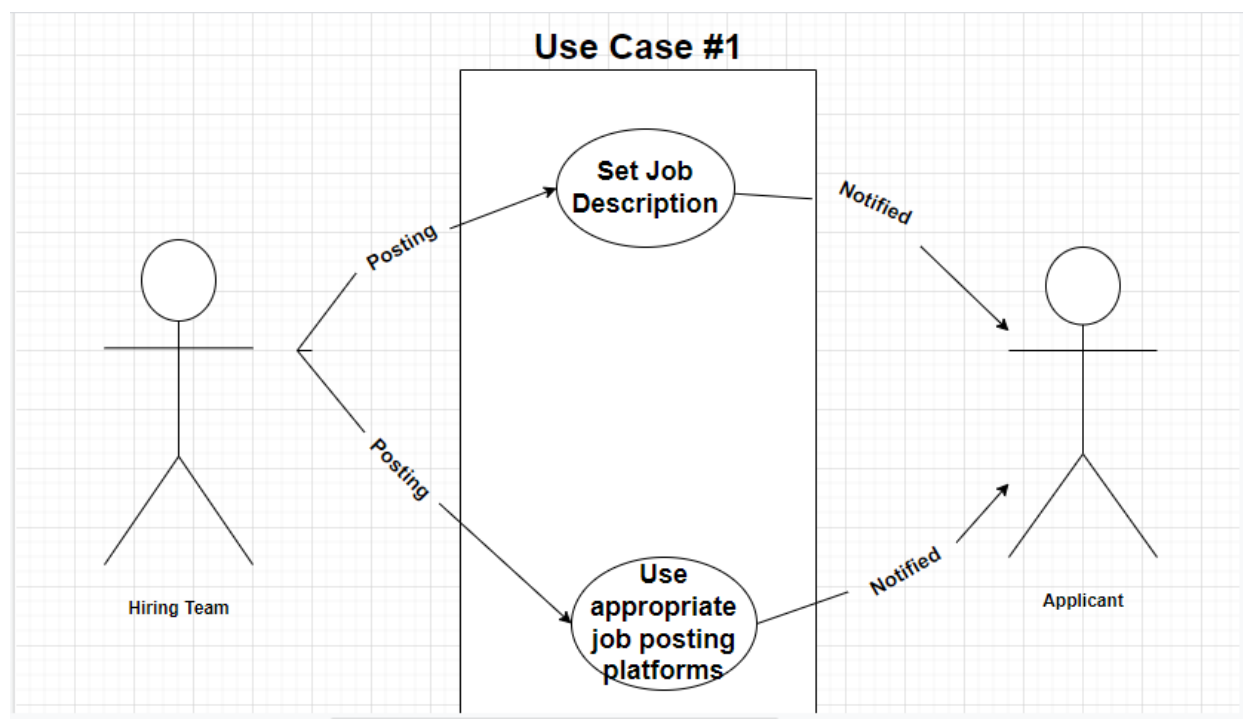 Use Case #1
Set Job
Description
Notified
Posting
Posting
Use
appropriate
job posting
platforms
Notified
Hiring Team
Applicant